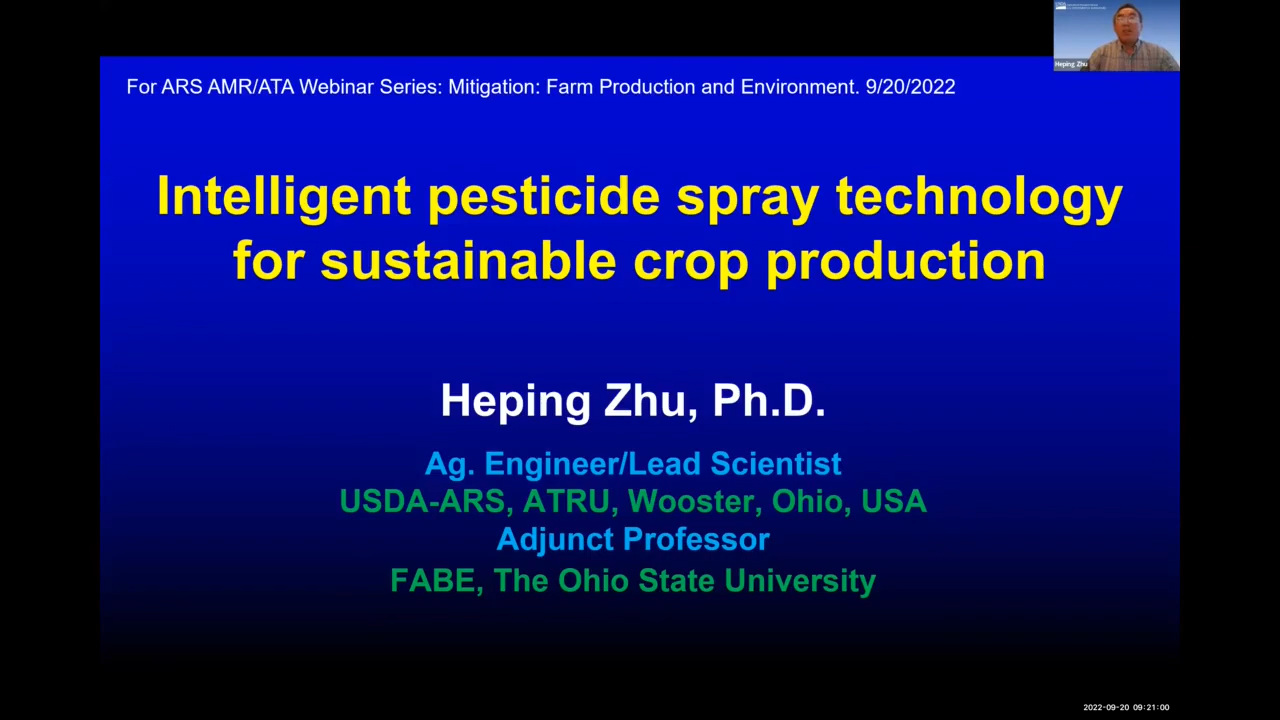 For ARS AMR/ATA Webinar Series: Mitigation: Farm Production and Environment. 9/20/2022
Intelligent pesticide spray technology
for sustainable crop production
Heping Zhu, Ph.D.
Ag. Engineer/Lead Scientist
USDA-ARS, ATRU, Wooster, Ohio, USA
Adjunct Professor
FABE, The Ohio State University
Heping Zhu
2022-09-20 09:21:00